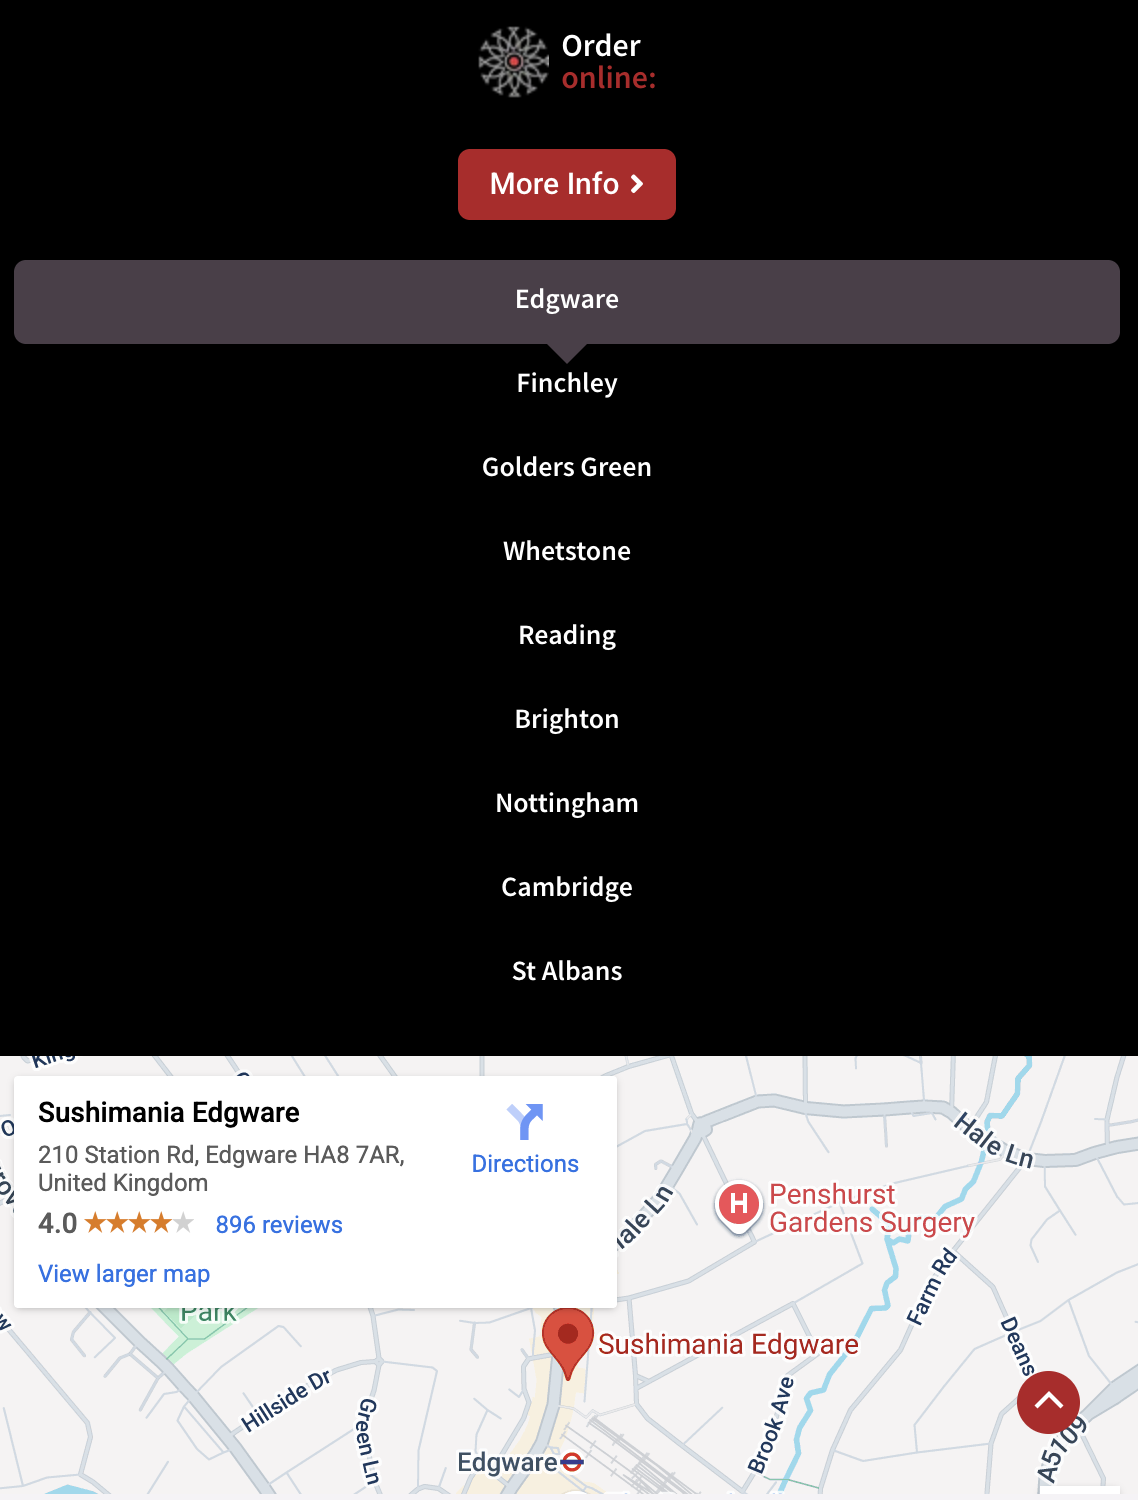 Order
online:
More Info
Edgware
Finchley
Golders Green
Whetstone
Reading
Brighton
Nottingham
Cambridge
St Albans
Sushimania Edgware
210 Station Rd, Edgware HA8 7AR,
United Kingdom
Directions
4.0
896 reviews
View larger map
Hale Ln
H
Penshurst
Gardens Surgery
Park
Farm Rd
Sushimania Edgware
Deans
Hillside Dr
Green Ln
Brook Ave
Edgware
A5109